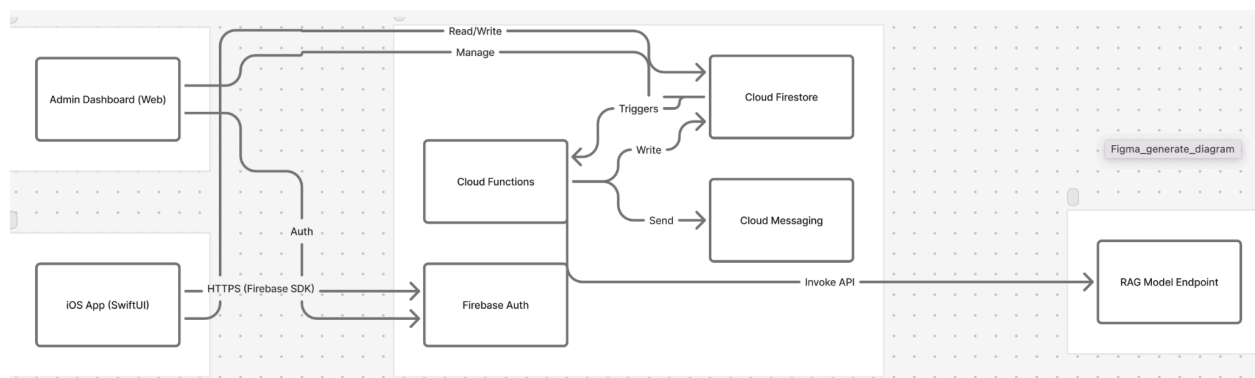 Read/Write
Manage
Admin Dashboard (Web)
Cloud Firestore
Triggers
Write
Figma_generate_diagram
Cloud Functions
Send
Cloud Messaging
Auth
HTTPS (Firebase SDK)
Invoke API
RAG Model Endpoint
iOS App (SwiftUI)
Firebase Auth